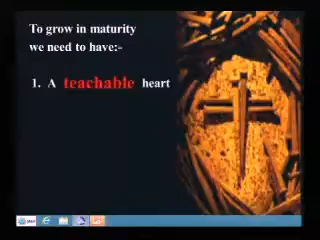 To grow in maturity
we need to have:-
1. A teachable heart